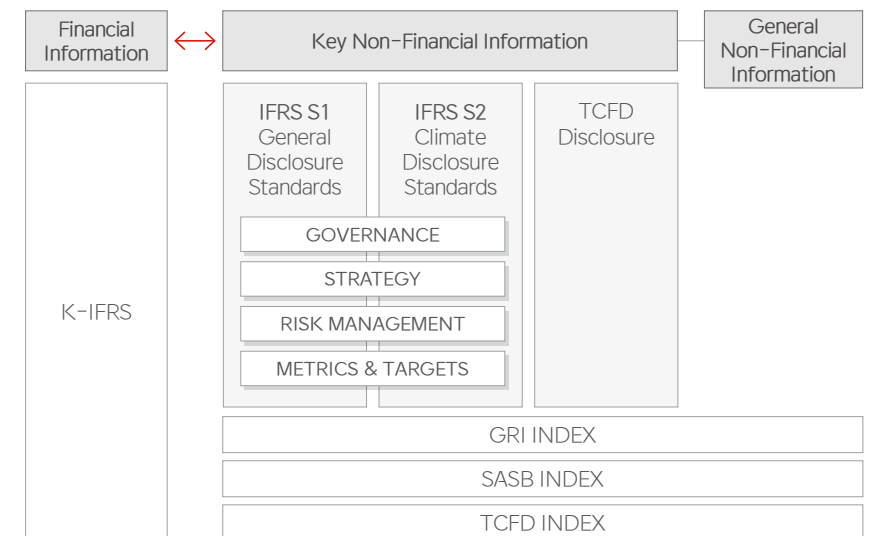 Financial
Information
Key Non-Financial Information
General
Non-Financial
Information
K-IFRS
IFRS S1
General
Disclosure
Standards
IFRS S2
Climate
Disclosure
Standards
TCFD
Disclosure
GOVERNANCE
STRATEGY
RISK MANAGEMENT
METRICS & TARGETS
GRI INDEX
SASB INDEX
TCFD INDEX